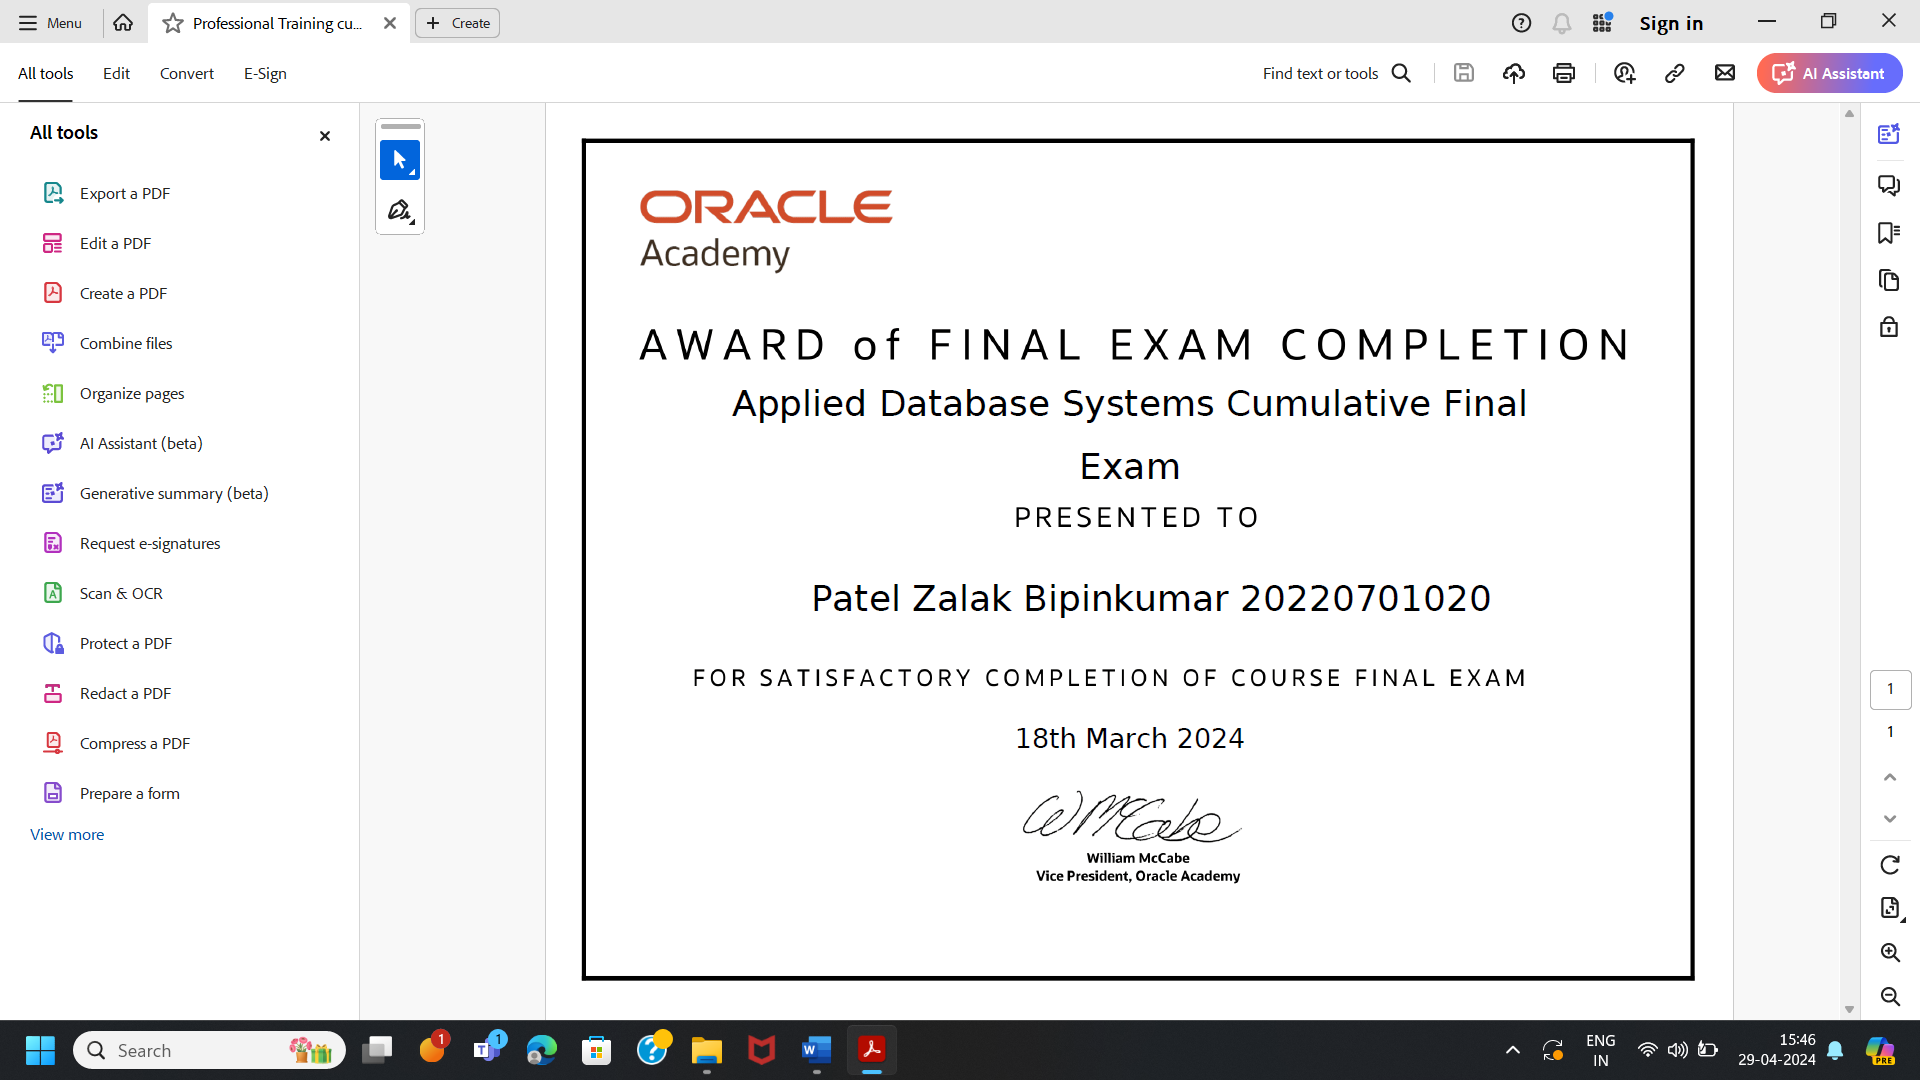 Menu
Professional Training cu...
Create
Sign in
All tools
Edit
Convert
E-Sign
Find text or tools
AI Assistant
All tools
Export a PDF
Edit a PDF
Create a PDF
Combine files
Organize pages
AI Assistant (beta)
Generative summary (beta)
Request e-signatures
Scan & OCR
Protect a PDF
Redact a PDF
Compress a PDF
Prepare a form
View more
ORACLE
Academy
AWARD of FINAL EXAM COMPLETION
Applied Database Systems Cumulative Final
Exam
PRESENTED TO
Patel Zalak Bipinkumar 20220701020
FOR SATISFACTORY COMPLETION OF COURSE FINAL EXAM
18th March 2024
WMcCabe
William McCabe
Vice President, Oracle Academy
1
1
Search
1
1
ENG
IN
15:46
29-04-2024
PRE